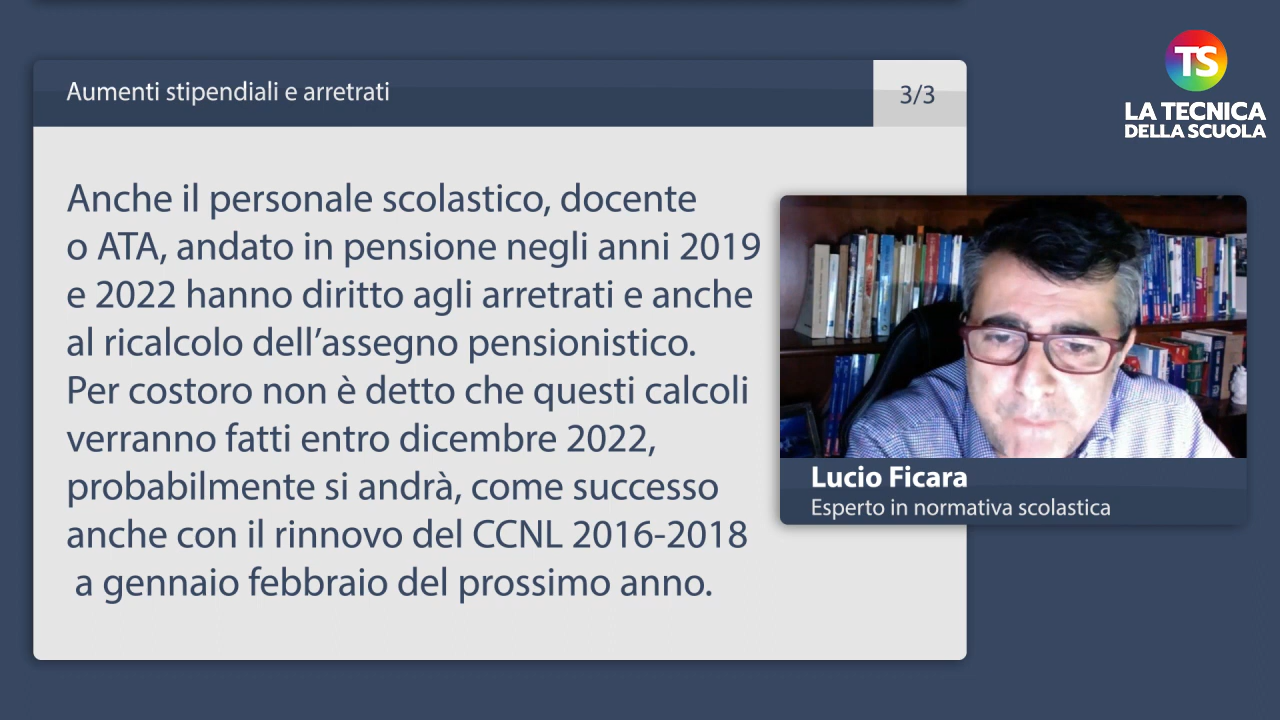 Aumenti stipendiali e arretrati
3/3
TS
LA TECNICA
DELLA SCUOLA
Anche il personale scolastico, docente
o ATA, andato in pensione negli anni 2019
e 2022 hanno diritto agli arretrati e anche
al ricalcolo dell’assegno pensionistico.
Per costoro non è detto che questi calcoli
verranno fatti entro dicembre 2022,
probabilmente si andrà, come successo
anche con il rinnovo del CCNL 2016-2018
a gennaio febbraio del prossimo anno.
Lucio Ficara
Esperto in normativa scolastica